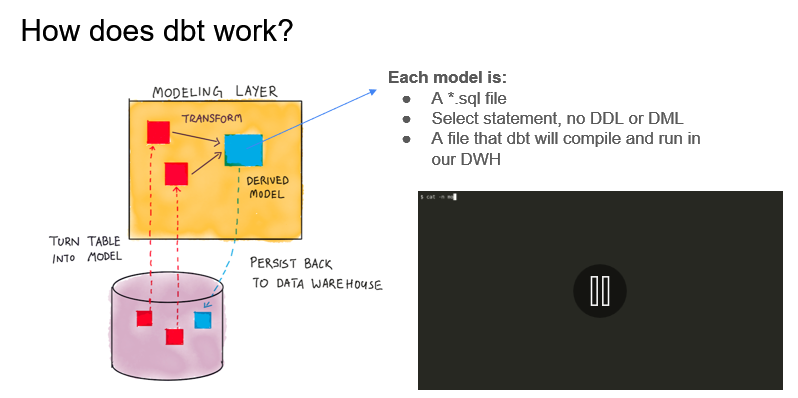 How does dbt work?
MODELING LAYER
TRANSFORM
DERIVED
MODEL
TURN TABLE
INTO MODEL
PERSIST BACK
TO DATA WAREHOUSE
Each model is:
● A *.sql file
● Select statement, no DDL or DML
● A file that dbt will compile and run in
our DWH
$ cat -n mo